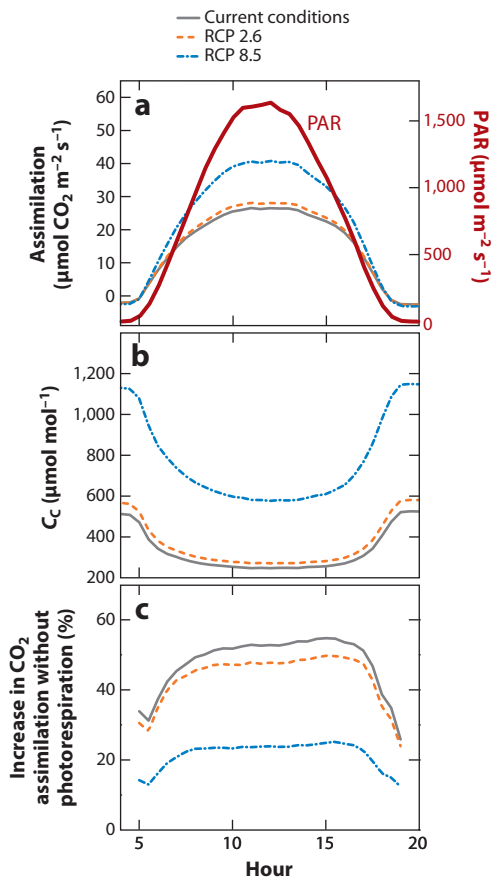 Current conditions
RCP 2.6
RCP 8.5
a
PAR
Assimilation
(μmol CO₂ m⁻² s⁻¹)
60
50
40
30
20
10
0
PAR (μmol m⁻² s⁻¹)
1,500
1,000
500
0
b
C_C (μmol mol⁻¹)
1,200
1,000
800
600
400
200
c
Increase in CO₂
assimilation without
photorespiration (%)
60
40
20
0
5 10 15 20
Hour